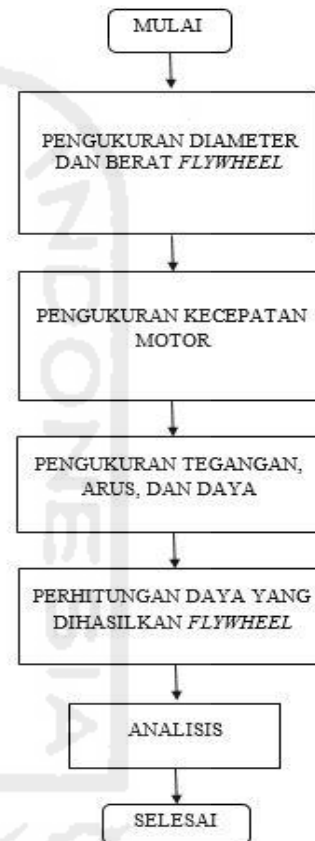 MULAI
PENGUKURAN DIAMETER
DAN BERAT FLYWHEEL
PENGUKURAN KECEPATAN
MOTOR
PENGUKURAN TEGANGAN,
ARUS, DAN DAYA
PERHITUNGAN DAYA YANG
DIHASILKAN FLYWHEEL
ANALISIS
SELESAI
NDONESIA